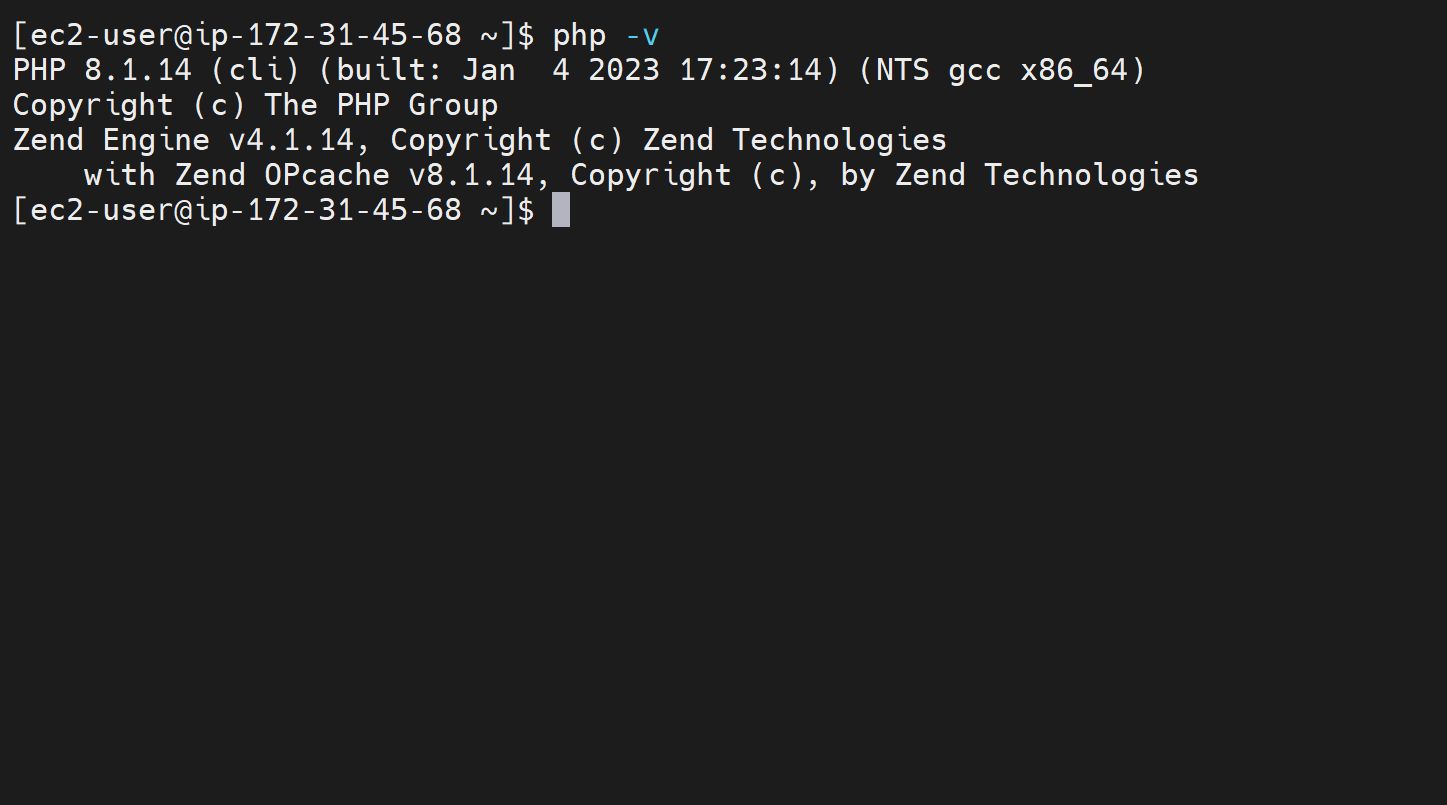 [ec2-user@ip-172-31-45-68 ~]$ php -v
PHP 8.1.14 (cli) (built: Jan  4 2023 17:23:14) (NTS gcc x86_64)
Copyright (c) The PHP Group
Zend Engine v4.1.14, Copyright (c) Zend Technologies
    with Zend OPcache v8.1.14, Copyright (c), by Zend Technologies
[ec2-user@ip-172-31-45-68 ~]$